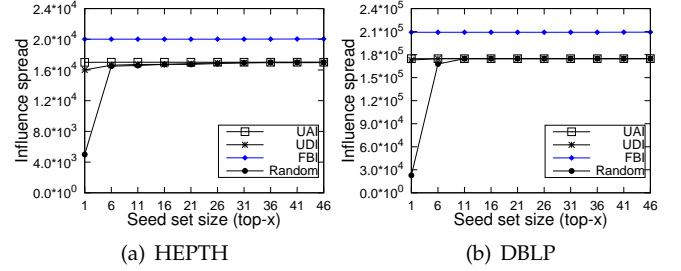 2.4*10^4
2.0*10^4
1.6*10^4
1.2*10^4
8.0*10^3
4.0*10^3
0.0*10^0
Influence spread
UAI
UDI
FBI
Random
1 6 11 16 21 26 31 36 41 46
Seed set size (top-x)
(a) HEPTH
2.4*10^5
2.1*10^5
1.8*10^5
1.5*10^5
1.2*10^5
9.0*10^4
6.0*10^4
3.0*10^4
0.0*10^0
Influence spread
UAI
UDI
FBI
Random
1 6 11 16 21 26 31 36 41 46
Seed set size (top-x)
(b) DBLP